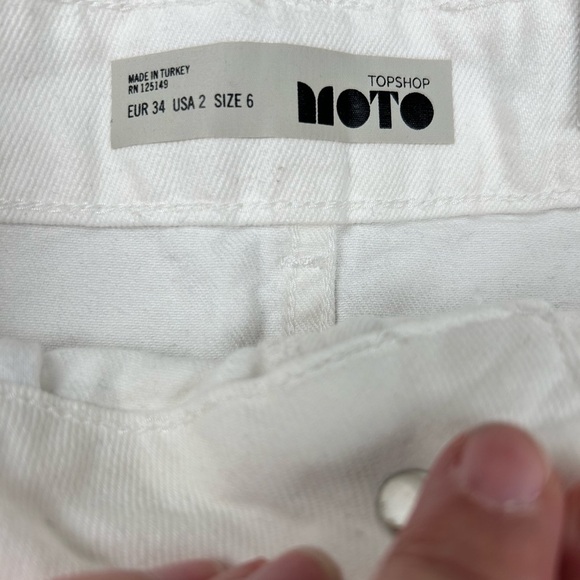 MADE IN TURKEY
RN 125149
EUR 34 USA 2 SIZE 6
TOPSHOP
MOTO